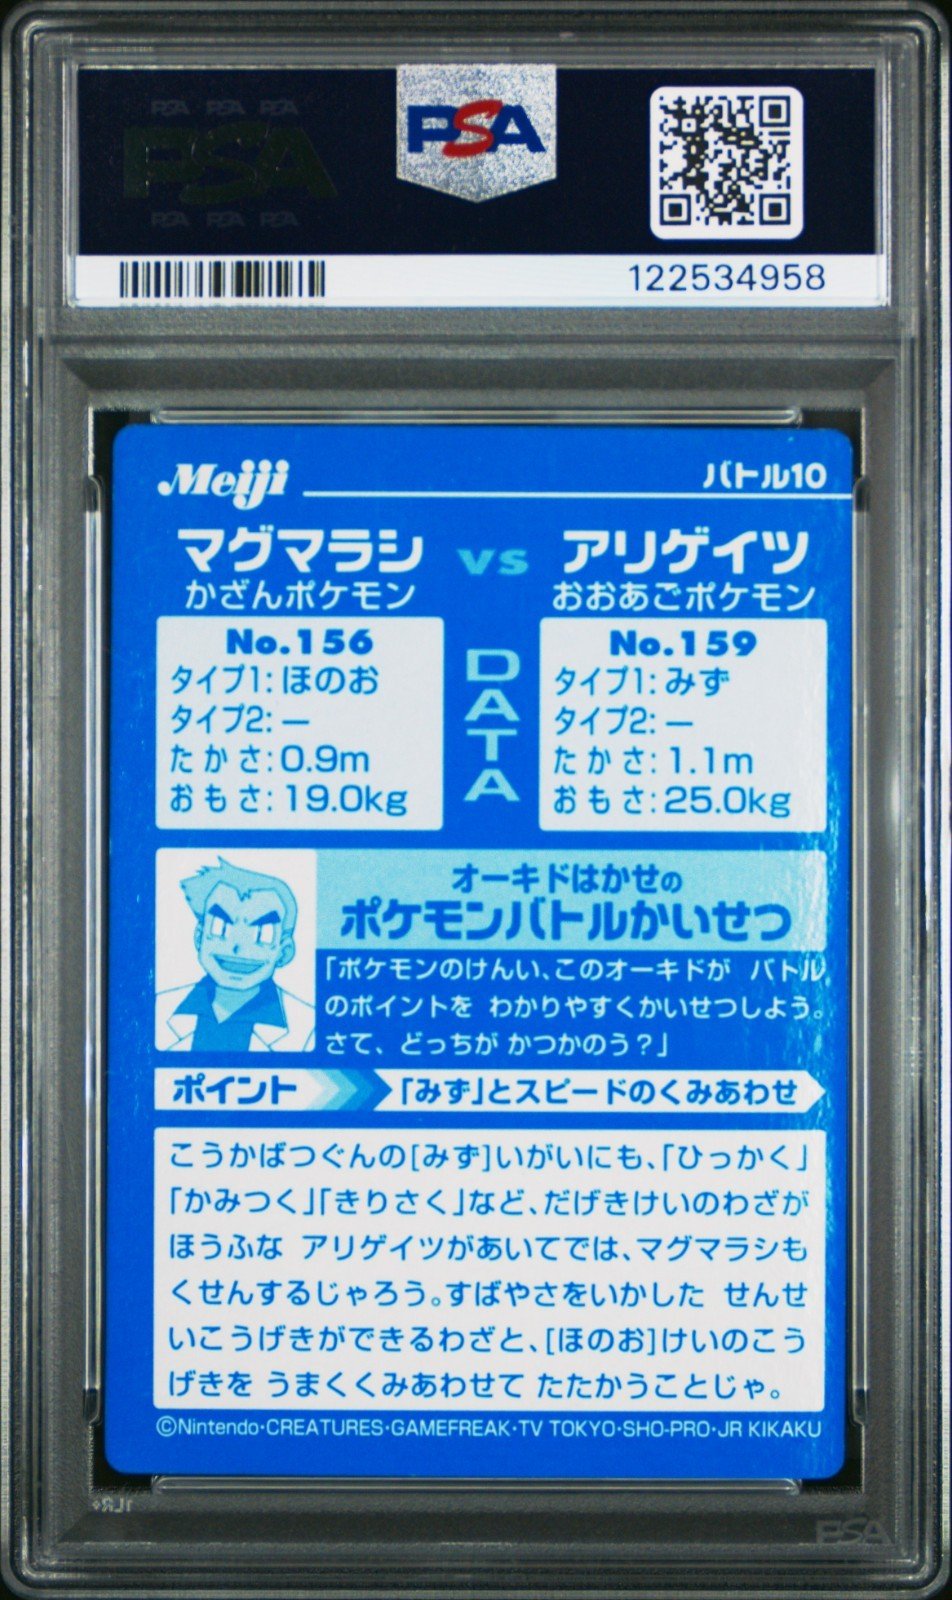 PSA PSA PSA
PSA
PSA PSA PSA
PSA
122534958
Meiji
バトル10
マグマラシ vs アリゲイツ
かざんポケモン おおあごポケモン
DATA
No.156
タイプ1:ほのお
タイプ2:ー
たかさ:0.9m
おもさ:19.0kg
No.159
タイプ1:みず
タイプ2:ー
たかさ:1.1m
おもさ:25.0kg
オーキドはかせの
ポケモンバトルかいせつ
「ポケモンのけんい、このオーキドが バトル
のポイントを わかりやすくかいせつしよう。
さて、どっちが かつかのう?」
ポイント 「みず」とスピードのくみあわせ
こうかばつぐんの[みず]いがいにも、「ひっかく」
「かみつく」「きりさく」など、だげきけいのわざが
ほうふな アリゲイツがあいてでは、マグマラシも
くせんするじゃろう。すばやさをいかした せんせ
いこうげきができるわざと、[ほのお]けいのこう
げきを うまくくみあわせて たたかうことじゃ。
©Nintendo・CREATURES・GAMEFREAK・TV TOKYO・SHO-PRO・JR KIKAKU
PSA